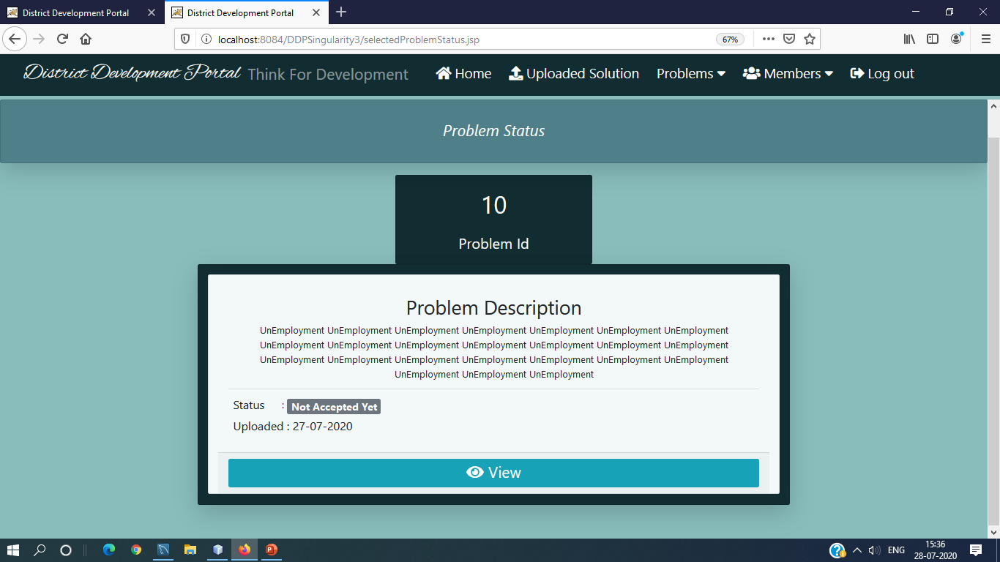 District Development Portal
District Development Portal
localhost:8084/DDPSingularity3/selectedProblemStatus.jsp
67%
District Development Portal Think For Development Home Uploaded Solution Problems Members Log out
Problem Status
10
Problem Id
Problem Description
UnEmployment UnEmployment UnEmployment UnEmployment UnEmployment UnEmployment UnEmployment
UnEmployment UnEmployment UnEmployment UnEmployment UnEmployment UnEmployment UnEmployment
UnEmployment UnEmployment UnEmployment UnEmployment UnEmployment UnEmployment UnEmployment
UnEmployment UnEmployment UnEmployment
Status : Not Accepted Yet
Uploaded : 27-07-2020
View
ENG
15:36
28-07-2020